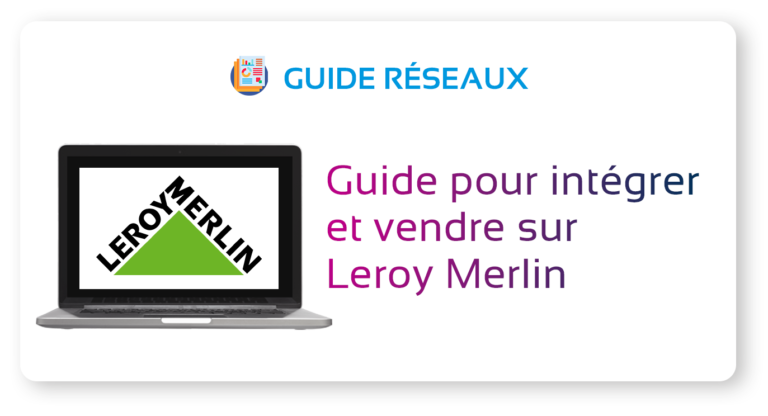 GUIDE RÉSEAUX
LEROY MERLIN
Guide pour intégrer
et vendre sur
Leroy Merlin